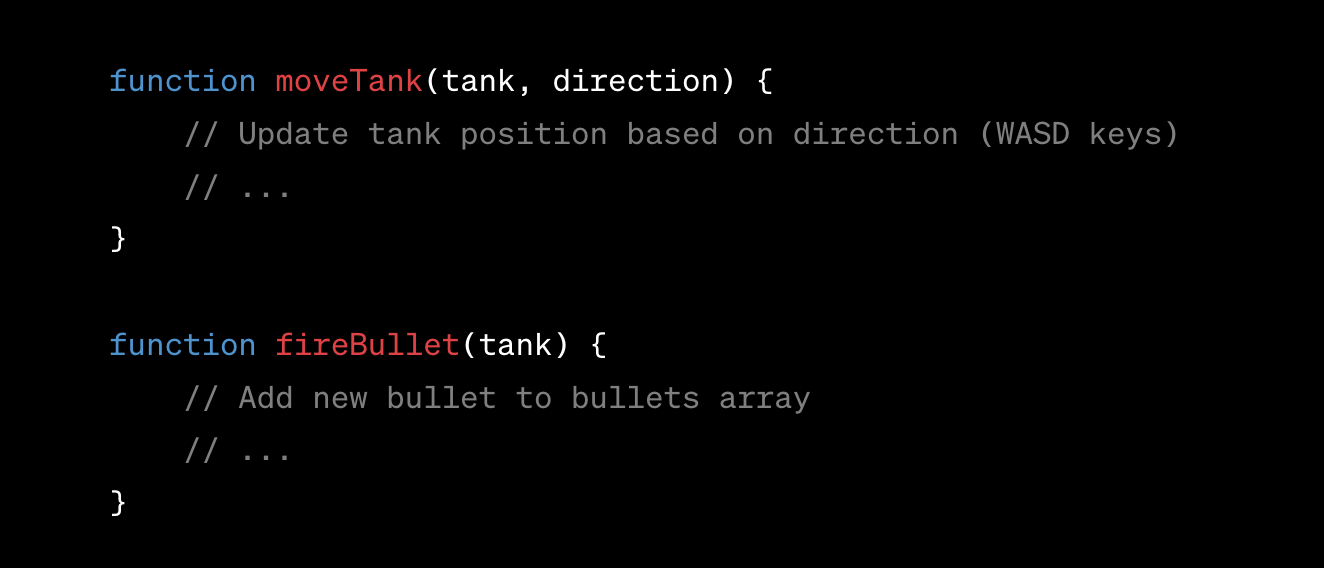 function moveTank(tank, direction) {
    // Update tank position based on direction (WASD keys)
    // ...
}
function fireBullet(tank) {
    // Add new bullet to bullets array
    // ...
}